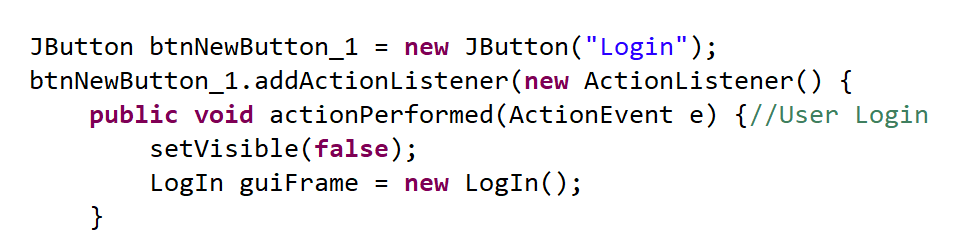 JButton btnNewButton_1 = new JButton("Login");
btnNewButton_1.addActionListener(new ActionListener() {
    public void actionPerformed(ActionEvent e) {//User Login
        setVisible(false);
        LogIn guiFrame = new LogIn();
    }